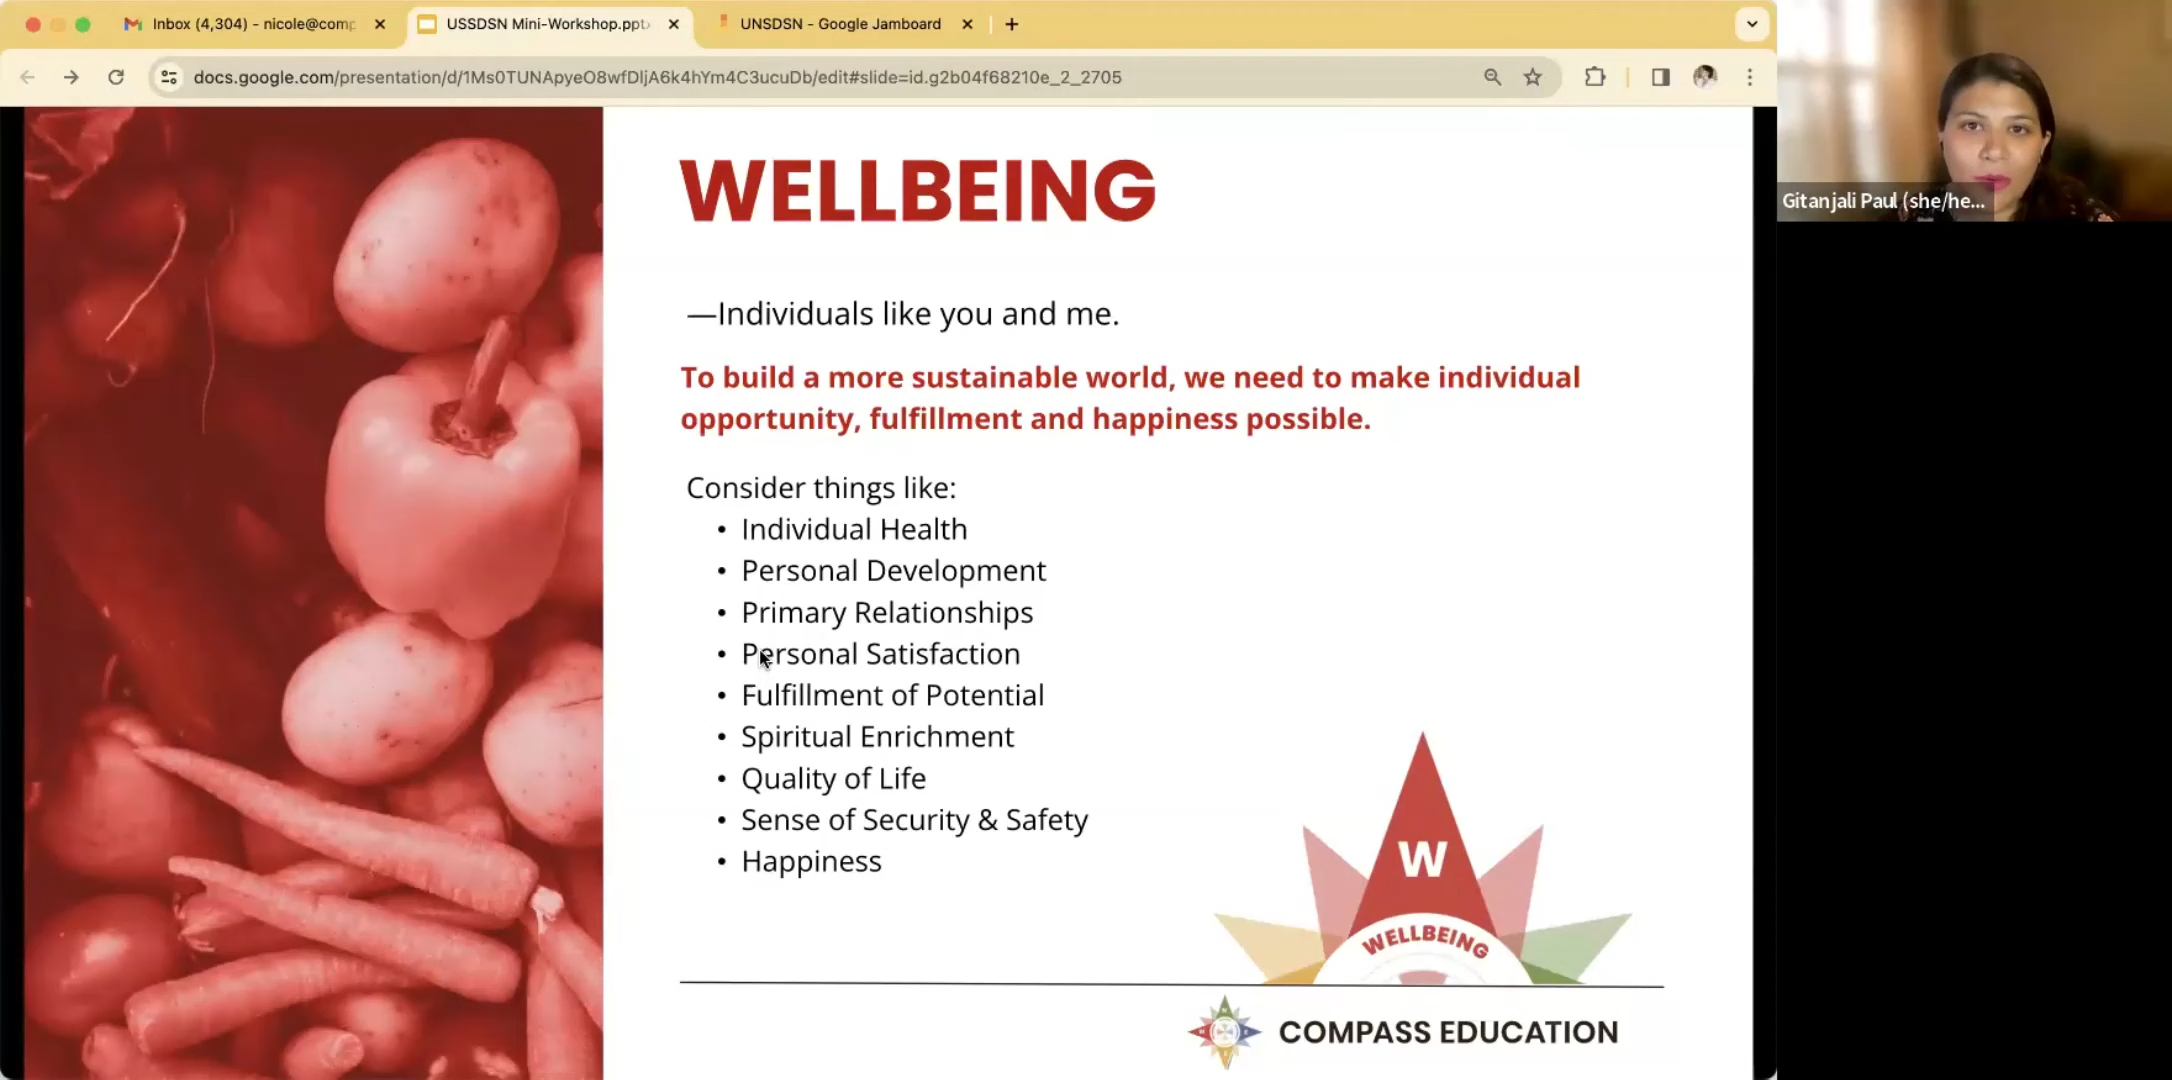 Inbox (4,304) - nicole@comp
USSDSN Mini-Workshop.ppt
UNSDSN - Google Jamboard
docs.google.com/presentation/d/1Ms0TUNApyeO8wfDljA6k4hYm4C3ucuDb/edit#slide=id.g2b04f68210e_2_2705
Gitanjali Paul (she/he...
WELLBEING
—Individuals like you and me.
To build a more sustainable world, we need to make individual
opportunity, fulfillment and happiness possible.
Consider things like:
• Individual Health
• Personal Development
• Primary Relationships
• Personal Satisfaction
• Fulfillment of Potential
• Spiritual Enrichment
• Quality of Life
• Sense of Security & Safety
• Happiness
W
WELLBEING
COMPASS EDUCATION